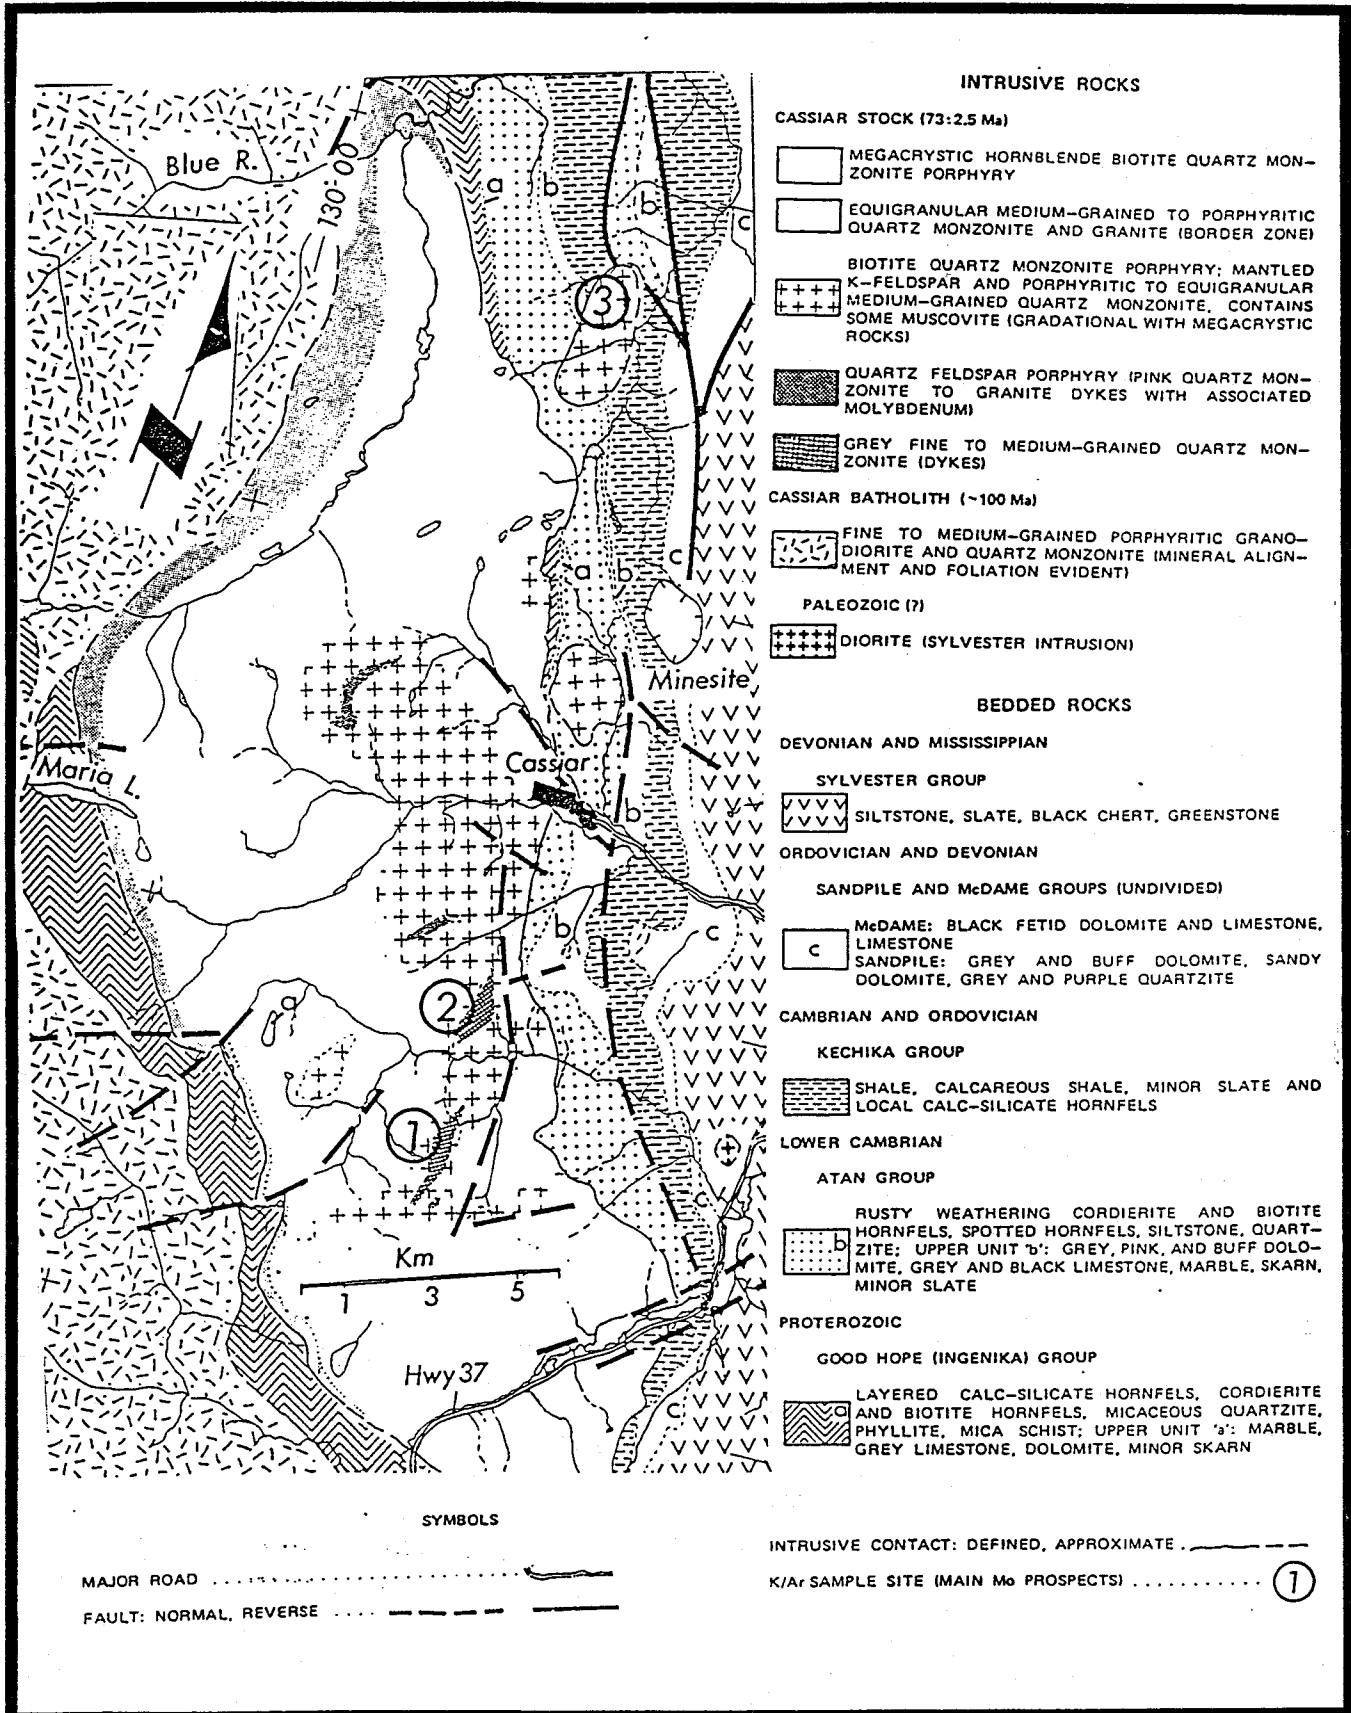 Blue R.
130°00
a
b
b
c
3
a
b
c
Minesite
Maria L.
Cassiar
b
b
c
a
2
1
c
Km
1 3 5
Hwy 37
c
INTRUSIVE ROCKS
CASSIAR STOCK (73:2.5 Ma)
MEGACRYSTIC HORNBLENDE BIOTITE QUARTZ MON-
ZONITE PORPHYRY
EQUIGRANULAR MEDIUM-GRAINED TO PORPHYRITIC
QUARTZ MONZONITE AND GRANITE (BORDER ZONE)
BIOTITE QUARTZ MONZONITE PORPHYRY; MANTLED
K-FELDSPAR AND PORPHYRITIC TO EQUIGRANULAR
MEDIUM-GRAINED QUARTZ MONZONITE, CONTAINS
SOME MUSCOVITE (GRADATIONAL WITH MEGACRYSTIC
ROCKS)
QUARTZ FELDSPAR PORPHYRY (PINK QUARTZ MON-
ZONITE TO GRANITE DYKES WITH ASSOCIATED
MOLYBDENUM)
GREY FINE TO MEDIUM-GRAINED QUARTZ MON-
ZONITE (DYKES)
CASSIAR BATHOLITH (~100 Ma)
FINE TO MEDIUM-GRAINED PORPHYRITIC GRANO-
DIORITE AND QUARTZ MONZONITE (MINERAL ALIGN-
MENT AND FOLIATION EVIDENT)
PALEOZOIC (?)
DIORITE (SYLVESTER INTRUSION)
BEDDED ROCKS
DEVONIAN AND MISSISSIPPIAN
SYLVESTER GROUP
SILTSTONE, SLATE, BLACK CHERT, GREENSTONE
ORDOVICIAN AND DEVONIAN
SANDPILE AND McDAME GROUPS (UNDIVIDED)
c
McDAME: BLACK FETID DOLOMITE AND LIMESTONE,
LIMESTONE
SANDPILE: GREY AND BUFF DOLOMITE, SANDY
DOLOMITE, GREY AND PURPLE QUARTZITE
CAMBRIAN AND ORDOVICIAN
KECHIKA GROUP
SHALE, CALCAREOUS SHALE, MINOR SLATE AND
LOCAL CALC-SILICATE HORNFELS
LOWER CAMBRIAN
ATAN GROUP
b
RUSTY WEATHERING CORDIERITE AND BIOTITE
HORNFELS, SPOTTED HORNFELS, SILTSTONE, QUART-
ZITE; UPPER UNIT 'b': GREY, PINK, AND BUFF DOLO-
MITE, GREY AND BLACK LIMESTONE, MARBLE, SKARN,
MINOR SLATE
PROTEROZOIC
GOOD HOPE (INGENIKA) GROUP
a
LAYERED CALC-SILICATE HORNFELS, CORDIERITE
AND BIOTITE HORNFELS, MICACEOUS QUARTZITE,
PHYLLITE, MICA SCHIST; UPPER UNIT 'a': MARBLE,
GREY LIMESTONE, DOLOMITE, MINOR SKARN
SYMBOLS
MAJOR ROAD
FAULT: NORMAL, REVERSE ....
INTRUSIVE CONTACT: DEFINED, APPROXIMATE .
K/Ar SAMPLE SITE (MAIN Mo PROSPECTS) ........... 1